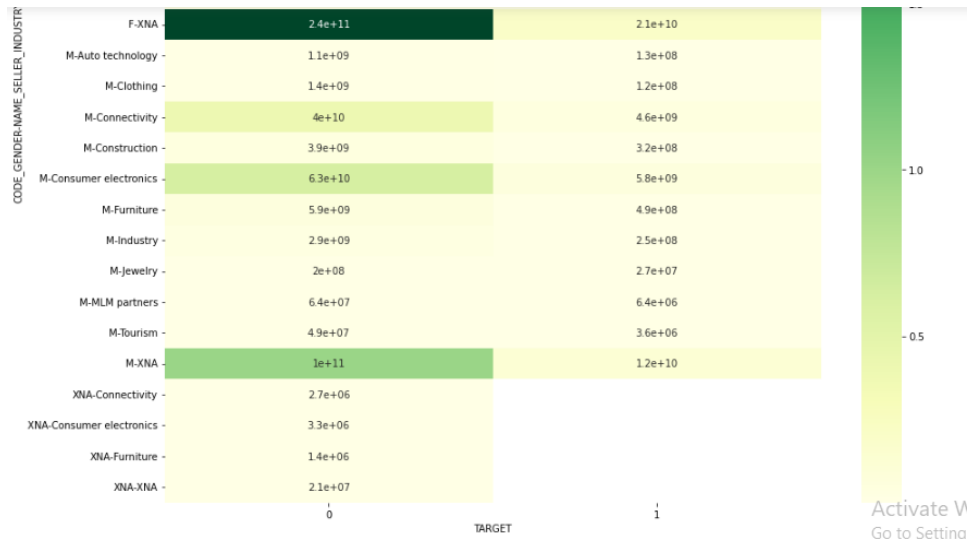 CODE_GENDER-NAME_SELLER_INDUSTRY
F-XNA 2.4e+11 2.1e+10
M-Auto technology 1.1e+09 1.3e+08
M-Clothing 1.4e+09 1.2e+08
M-Connectivity 4e+10 4.6e+09
M-Construction 3.9e+09 3.2e+08
M-Consumer electronics 6.3e+10 5.8e+09
M-Furniture 5.9e+09 4.9e+08
M-Industry 2.9e+09 2.5e+08
M-Jewelry 2e+08 2.7e+07
M-MLM partners 6.4e+07 6.4e+06
M-Tourism 4.9e+07 3.6e+06
M-XNA 1e+11 1.2e+10
XNA-Connectivity 2.7e+06
XNA-Consumer electronics 3.3e+06
XNA-Furniture 1.4e+06
XNA-XNA 2.1e+07
0 1
TARGET
1.0
0.5
Activate W
Go to Setting